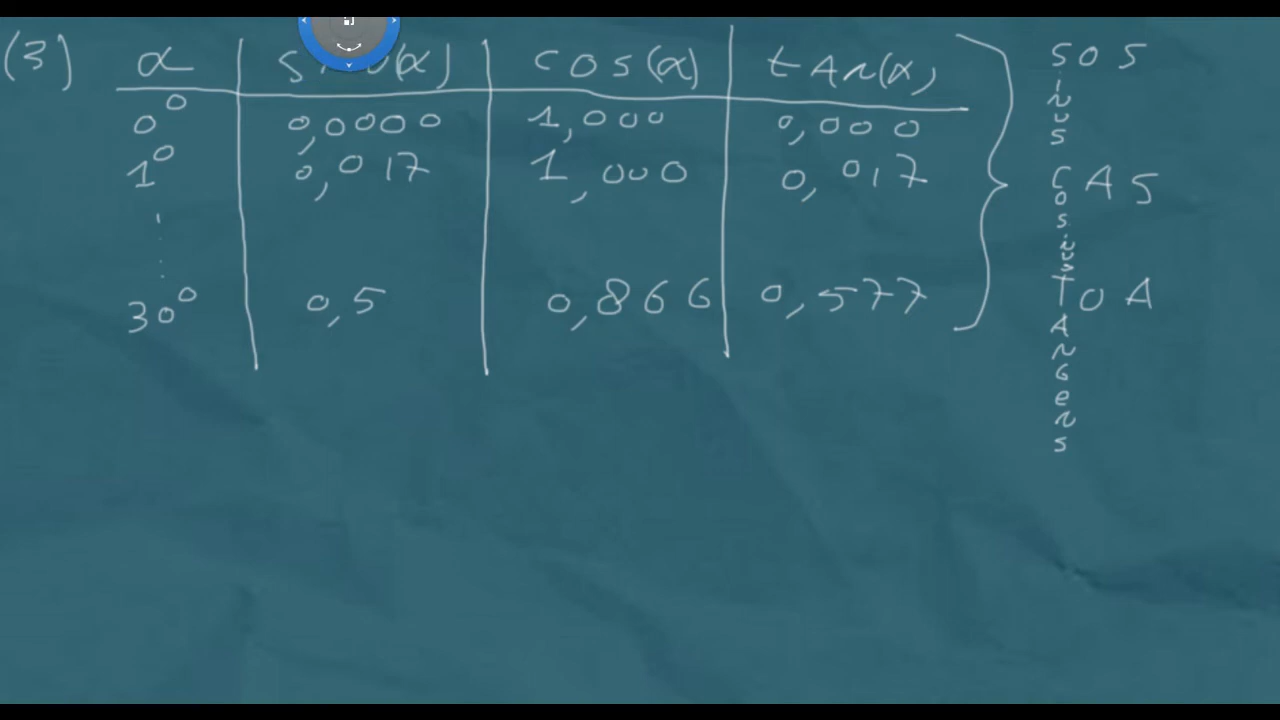 (3) α sin(α) cos(α) tAn(α)
0° 0,0000 1,000 0,000
1° 0,017 1,000 0,017
30° 0,5 0,866 0,577
SOS
CAS
TOA
Sinus
Cosinus
TAnGens